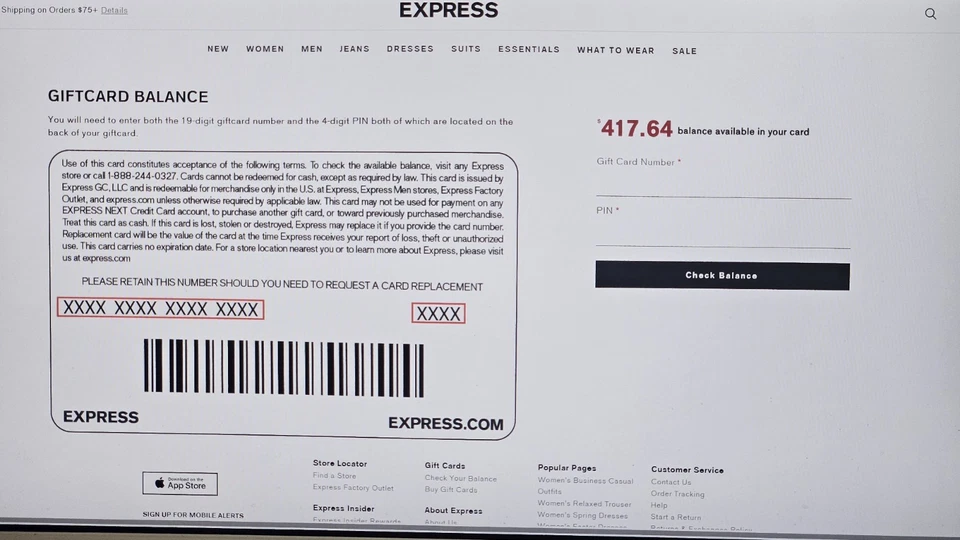 Shipping on Orders $75+ Details
EXPRESS
NEW WOMEN MEN JEANS DRESSES SUITS ESSENTIALS WHAT TO WEAR SALE
GIFTCARD BALANCE
You will need to enter both the 19-digit giftcard number and the 4-digit PIN both of which are located on the
back of your giftcard.
Use of this card constitutes acceptance of the following terms. To check the available balance, visit any Express
store or call 1-888-244-0327. Cards cannot be redeemed for cash, except as required by law. This card is issued by
Express GC, LLC and is redeemable for merchandise only in the U.S. at Express, Express Men stores, Express Factory
Outlet, and express.com unless otherwise required by applicable law. This card may not be used for payment on any
EXPRESS NEXT Credit Card account, to purchase another gift card, or toward previously purchased merchandise.
Treat this card as cash. If this card is lost, stolen or destroyed, Express may replace it if you provide the card number.
Replacement card will be the value of the card at the time Express receives your report of loss, theft or unauthorized
use. This card carries no expiration date. For a store location nearest you or to learn more about Express, please visit
us at express.com
PLEASE RETAIN THIS NUMBER SHOULD YOU NEED TO REQUEST A CARD REPLACEMENT
XXXX XXXX XXXX XXXX XXXX
EXPRESS EXPRESS.COM
$417.64 balance available in your card
Gift Card Number *
PIN *
Check Balance
Download on the
App Store
SIGN UP FOR MOBILE ALERTS
Store Locator
Find a Store
Express Factory Outlet
Express Insider
Express Insider Rewards
Gift Cards
Check Your Balance
Buy Gift Cards
About Express
About Us
Popular Pages
Women's Business Casual
Outfits
Women's Relaxed Trouser
Women's Spring Dresses
Women's Easter Dresses
Customer Service
Contact Us
Order Tracking
Help
Start a Return
Returns & Exchanges Policy